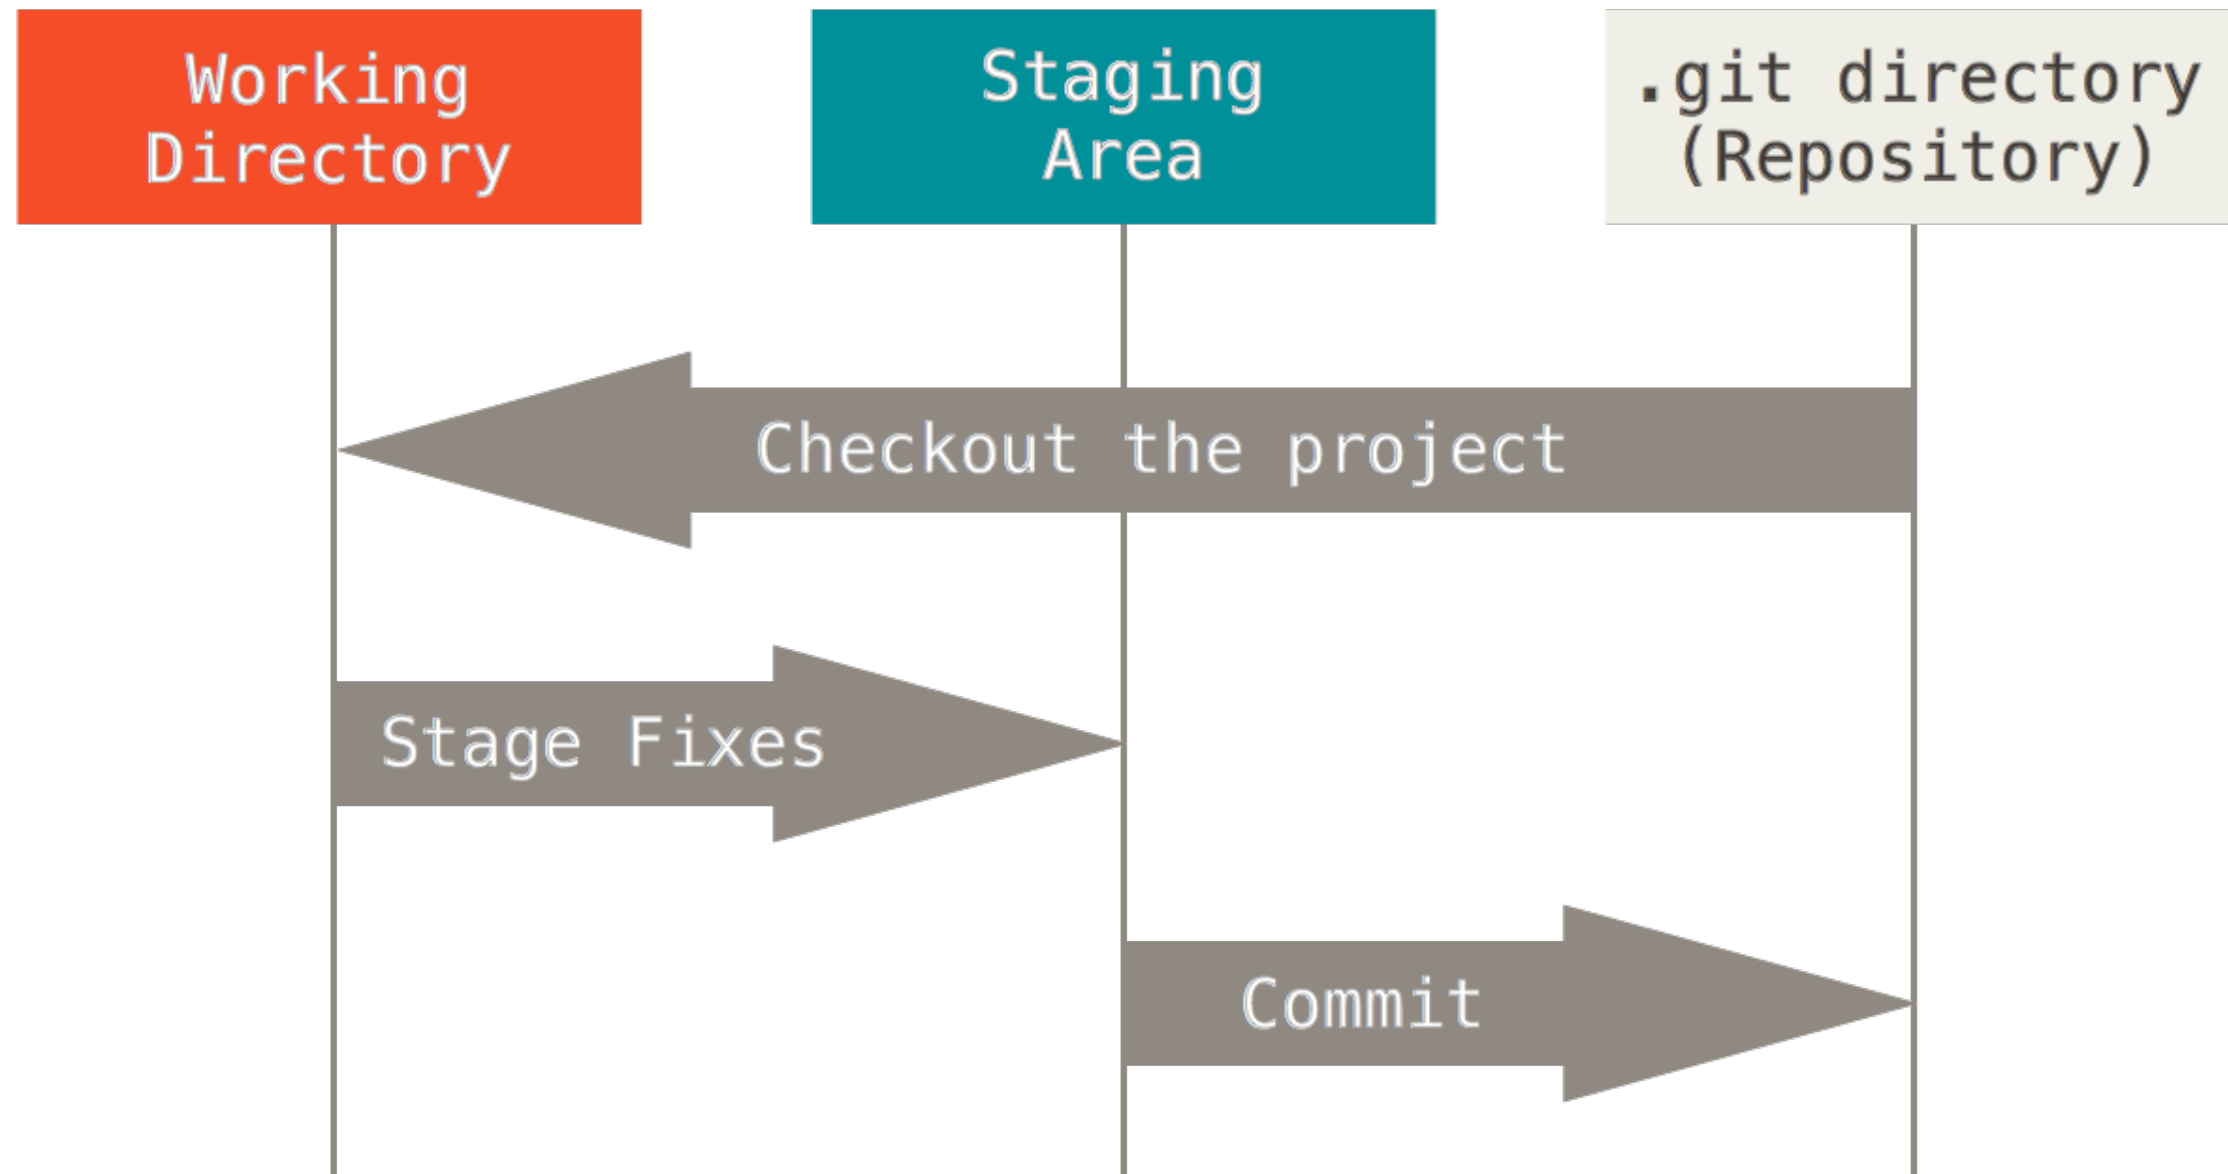 Working
Directory
Staging
Area
.git directory
(Repository)
Checkout the project
Stage Fixes
Commit